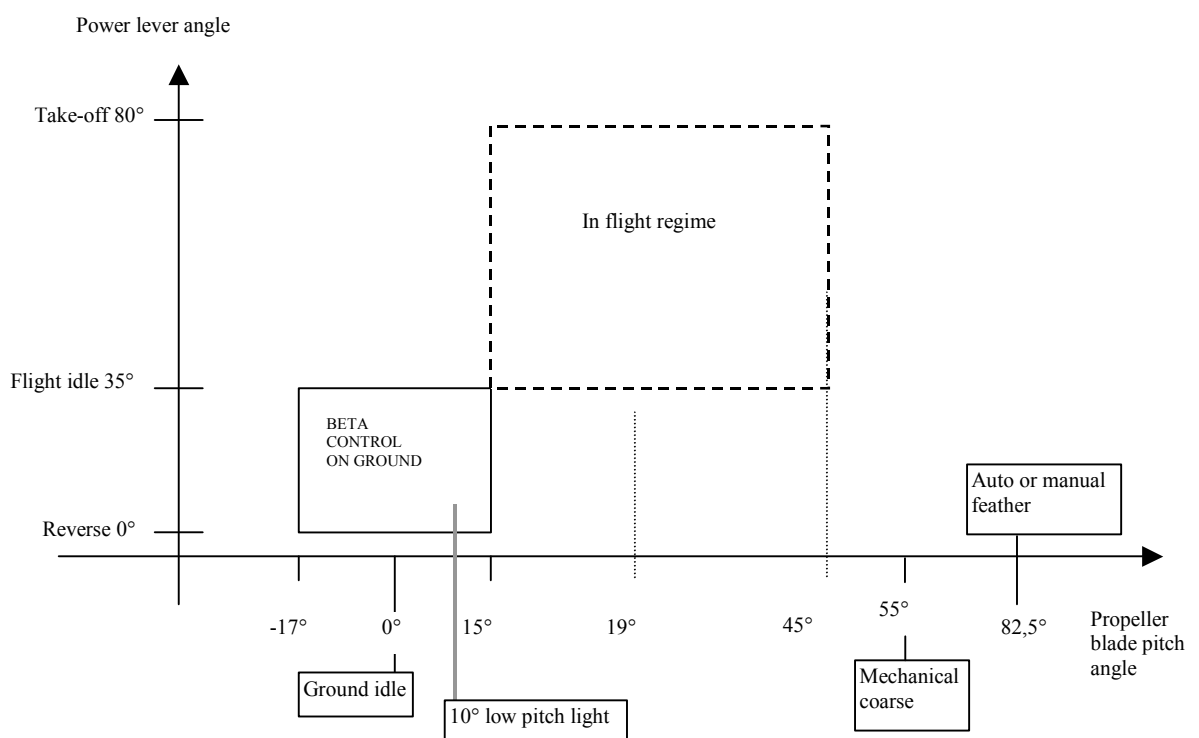 Power lever angle
Take-off 80°
In flight regime
Flight idle 35°
BETA
CONTROL
ON GROUND
Auto or manual
feather
Reverse 0°
-17°
0°
15°
19°
45°
55°
82,5°
Propeller
blade pitch
angle
Ground idle
Mechanical
coarse
10° low pitch light